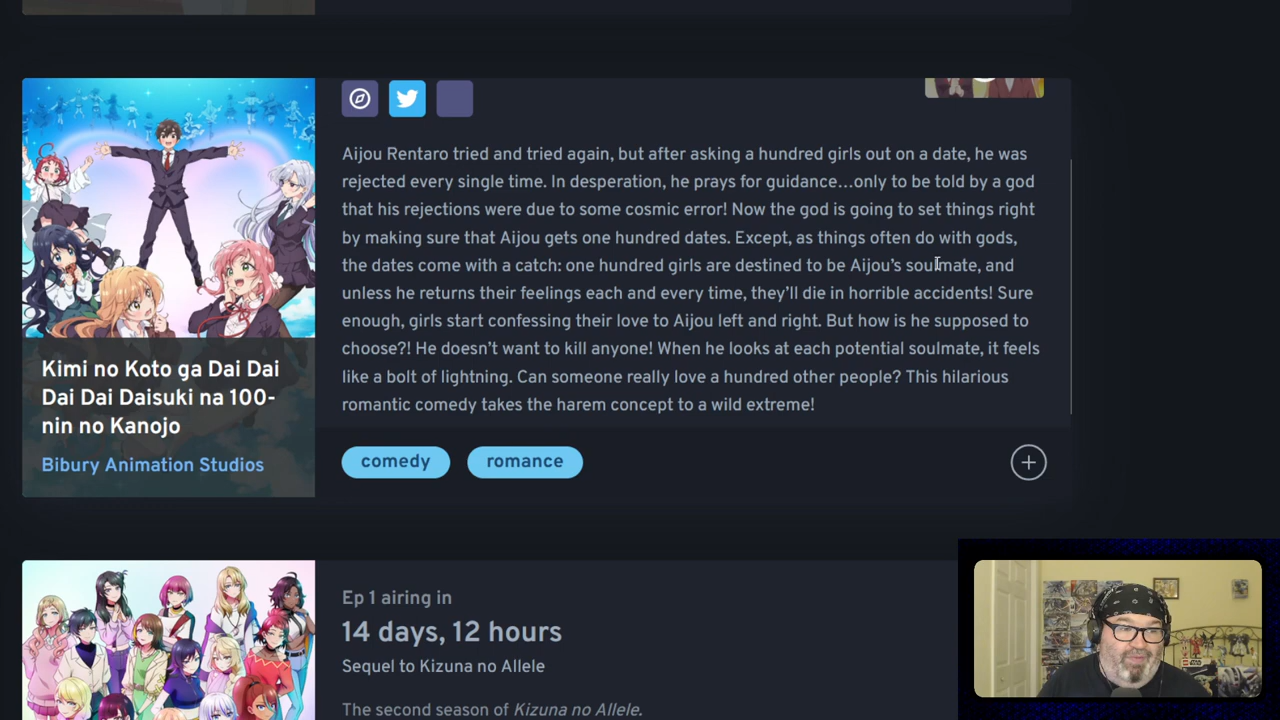 Aijou Rentaro tried and tried again, but after asking a hundred girls out on a date, he was
rejected every single time. In desperation, he prays for guidance…only to be told by a god
that his rejections were due to some cosmic error! Now the god is going to set things right
by making sure that Aijou gets one hundred dates. Except, as things often do with gods,
the dates come with a catch: one hundred girls are destined to be Aijou’s soulmate, and
unless he returns their feelings each and every time, they’ll die in horrible accidents! Sure
enough, girls start confessing their love to Aijou left and right. But how is he supposed to
choose?! He doesn’t want to kill anyone! When he looks at each potential soulmate, it feels
like a bolt of lightning. Can someone really love a hundred other people? This hilarious
romantic comedy takes the harem concept to a wild extreme!
Kimi no Koto ga Dai Dai
Dai Dai Daisuki na 100-
nin no Kanojo
Bibury Animation Studios
comedy romance
Ep 1 airing in
14 days, 12 hours
Sequel to Kizuna no Allele
The second season of Kizuna no Allele.